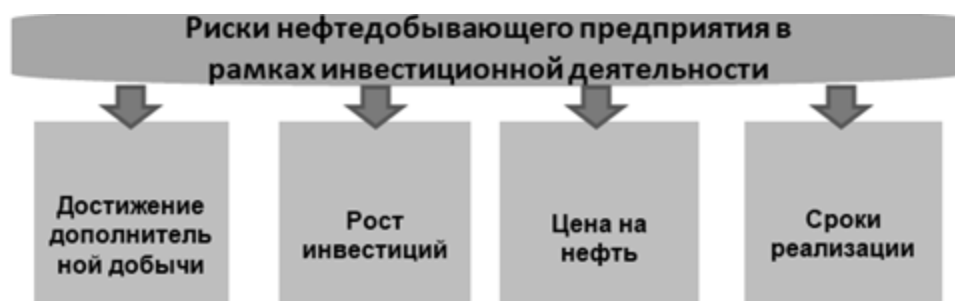 Риски нефтедобывающего предприятия в
рамках инвестиционной деятельности
Достижение
дополнитель
ной добычи
Рост
инвестиций
Цена на
нефть
Сроки
реализации